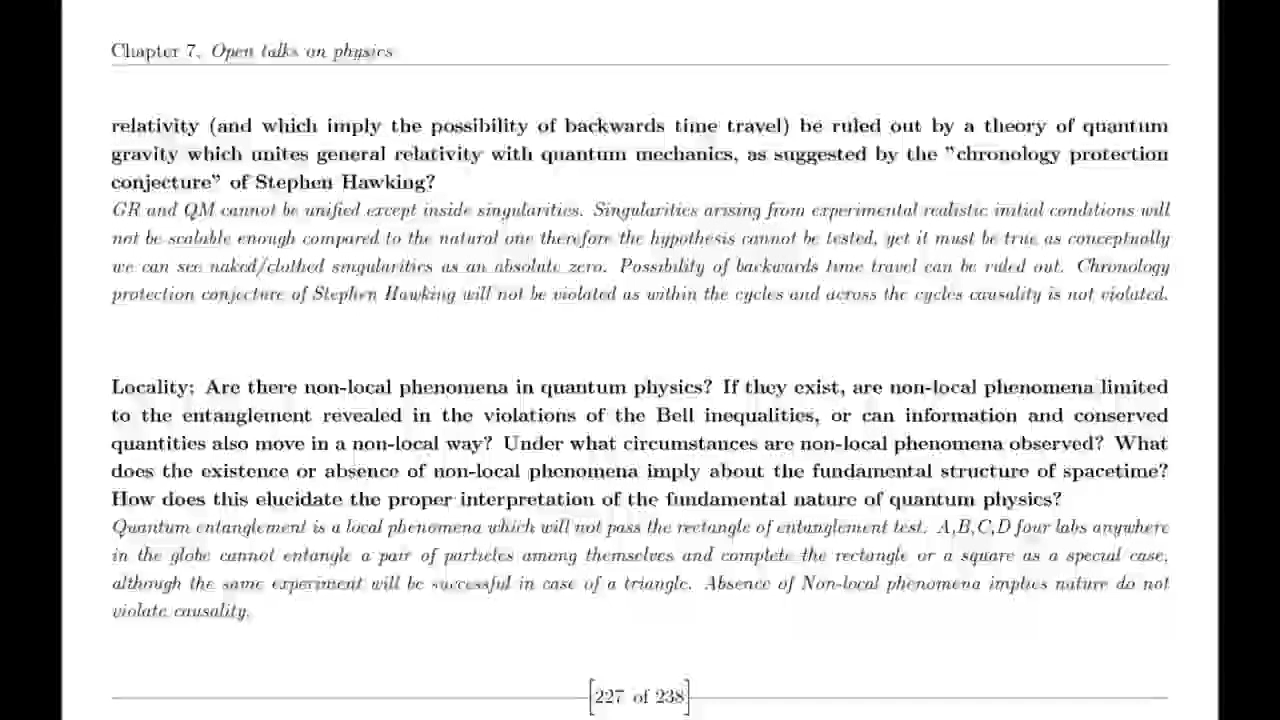 Chapter 7. Open talks on physics
relativity (and which imply the possibility of backwards time travel) be ruled out by a theory of quantum
gravity which unites general relativity with quantum mechanics, as suggested by the "chronology protection
conjecture" of Stephen Hawking?
GR and QM cannot be unified except inside singularities. Singularities arising from experimental realistic initial conditions will
not be scalable enough compared to the natural one therefore the hypothesis cannot be tested, yet it must be true as conceptually
we can see naked/clothed singularities as an absolute zero. Possibility of backwards time travel can be ruled out. Chronology
protection conjecture of Stephen Hawking will not be violated as within the cycles and across the cycles causality is not violated.
Locality: Are there non-local phenomena in quantum physics? If they exist, are non-local phenomena limited
to the entanglement revealed in the violations of the Bell inequalities, or can information and conserved
quantities also move in a non-local way? Under what circumstances are non-local phenomena observed? What
does the existence or absence of non-local phenomena imply about the fundamental structure of spacetime?
How does this elucidate the proper interpretation of the fundamental nature of quantum physics?
Quantum entanglement is a local phenomena which will not pass the rectangle of entanglement test. A,B,C,D four labs anywhere
in the globe cannot entangle a pair of particles among themselves and complete the rectangle or a square as a special case,
although the same experiment will be successful in case of a triangle. Absence of Non-local phenomena implies nature do not
violate causality.
[227 of 238]